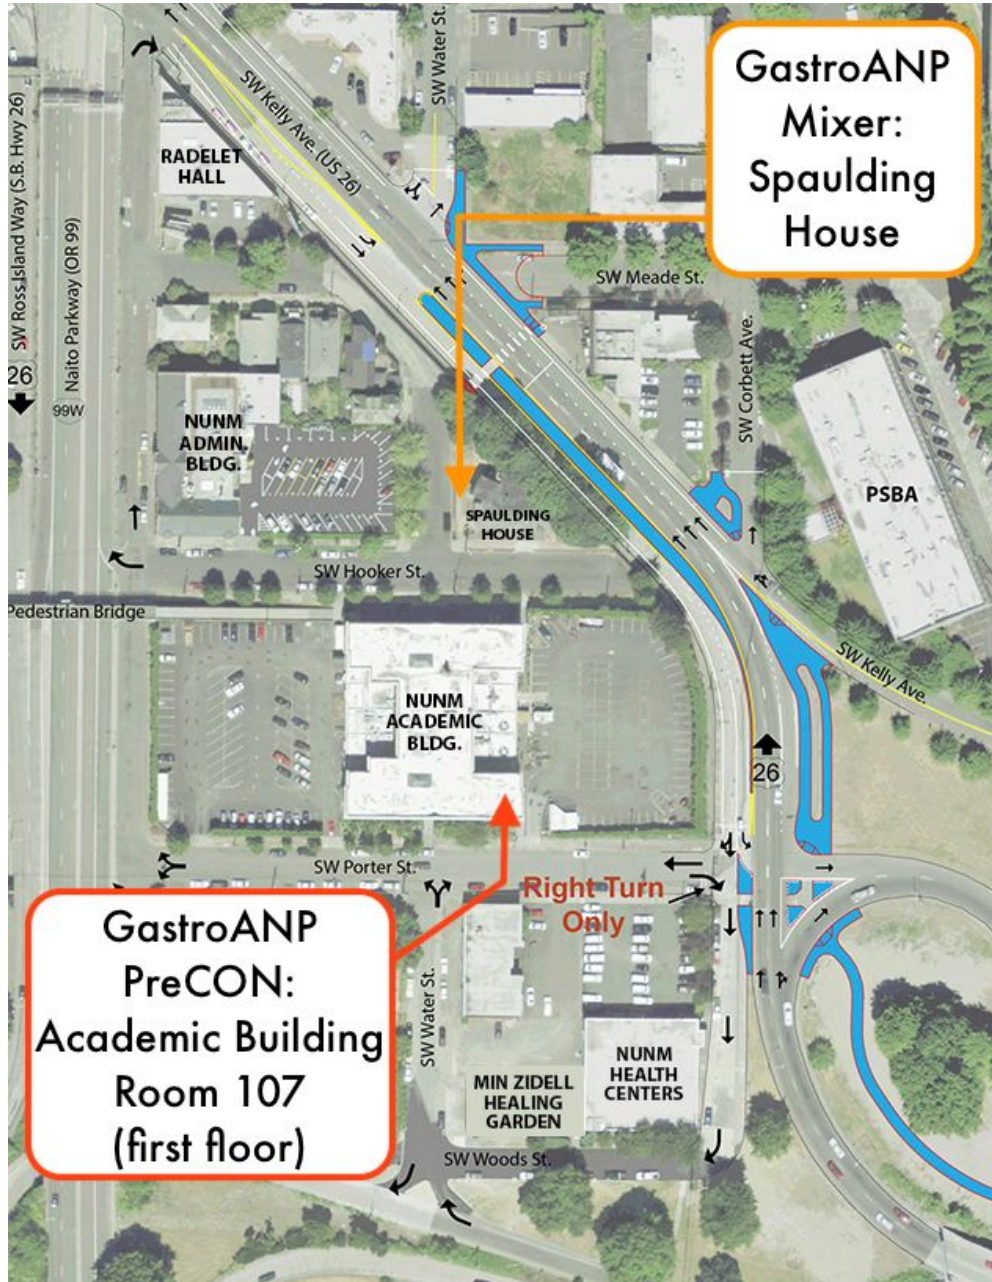 GastroANP
Mixer:
Spaulding
House
SW Ross Island Way (S.B. Hwy 26)
Naito Parkway (OR 99)
SW Kelly Ave. (US 26)
SW Water St.
RADELET
HALL
SW Meade St.
SW Corbett Ave.
26
99W
NUNM
ADMIN.
BLDG.
PSBA
SPAULDING
HOUSE
SW Hooker St.
Pedestrian Bridge
SW Kelly Ave.
NUNM
ACADEMIC
BLDG.
26
SW Porter St.
Right Turn
Only
GastroANP
PreCON:
Academic Building
Room 107
(first floor)
SW Water St.
NUNM
HEALTH
CENTERS
MIN ZIDELL
HEALING
GARDEN
SW Woods St.